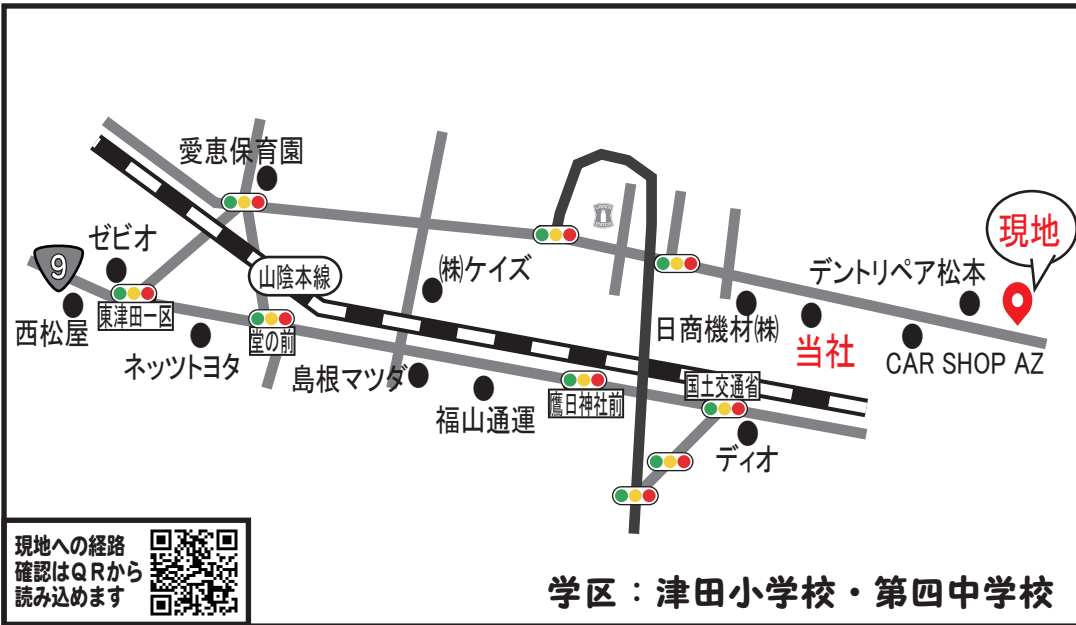 愛恵保育園
現地
ゼビオ
9
山陰本線
㈱ケイズ
デントリペア松本
西松屋
東津田一区
堂の前
日商機材㈱
当社
CAR SHOP AZ
ネッツトヨタ
島根マツダ
国土交通省
福山通運
鷹日神社前
ディオ
現地への経路
確認はQRから
読み込めます
学区：津田小学校・第四中学校